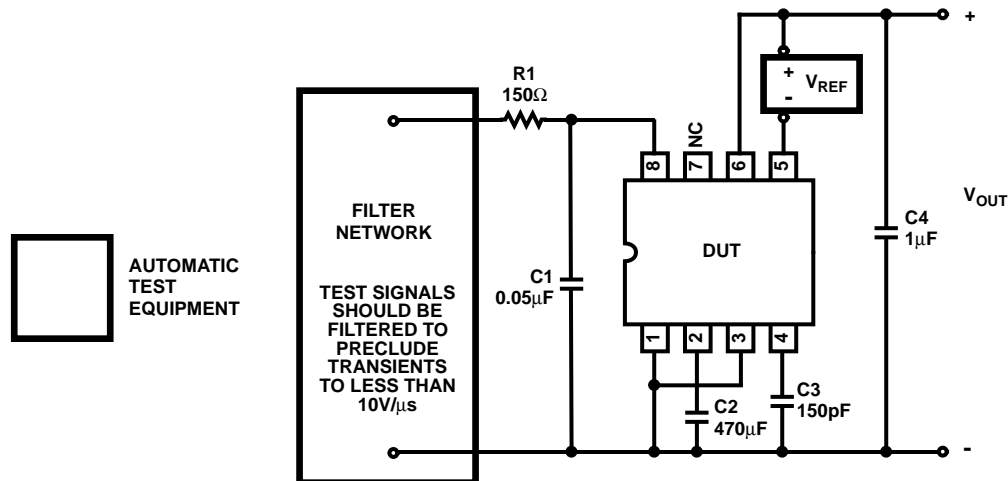 +
R1
150Ω
+
-
VREF
NC
8
7
6
5
FILTER
NETWORK
VOUT
C4
1μF
AUTOMATIC
TEST
EQUIPMENT
DUT
C1
0.05μF
TEST SIGNALS
SHOULD BE
FILTERED TO
PRECLUDE
TRANSIENTS
TO LESS THAN
10V/μs
1
2
3
4
C2
470μF
C3
150pF
-